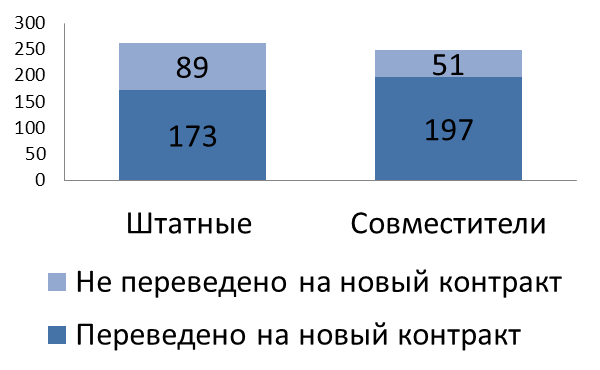 300
250
200
150
100
50
0
89
51
173
197
Штатные
Совместители
Не переведено на новый контракт
Переведено на новый контракт